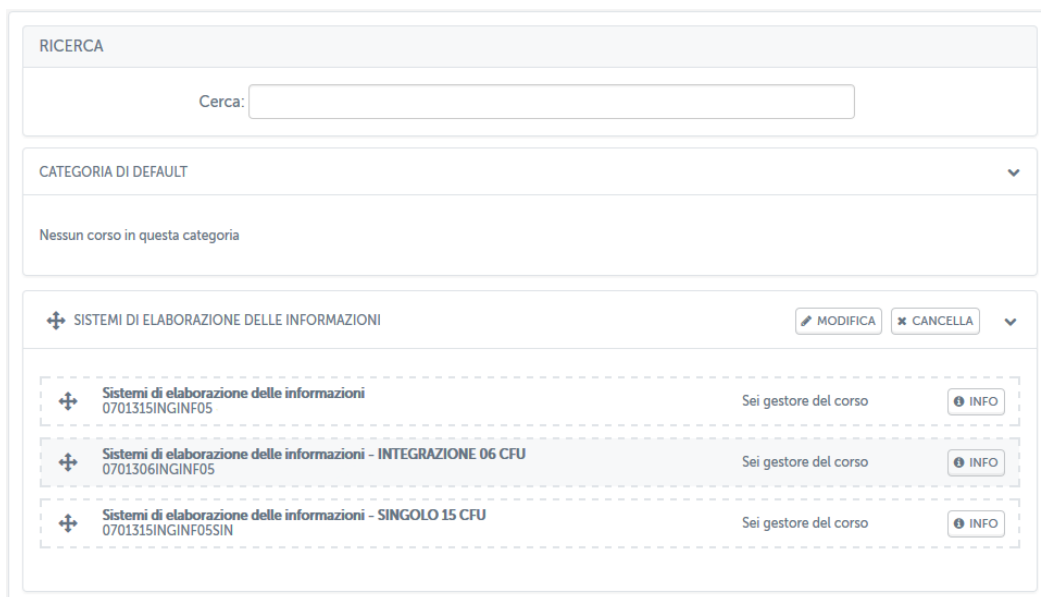 RICERCA
Cerca:
CATEGORIA DI DEFAULT
Nessun corso in questa categoria
SISTEMI DI ELABORAZIONE DELLE INFORMAZIONI MODIFICA CANCELLA
Sistemi di elaborazione delle informazioni
0701315INGINF05 Sei gestore del corso INFO
Sistemi di elaborazione delle informazioni - INTEGRAZIONE 06 CFU
0701306INGINF05 Sei gestore del corso INFO
Sistemi di elaborazione delle informazioni - SINGOLO 15 CFU
0701315INGINF05SIN Sei gestore del corso INFO